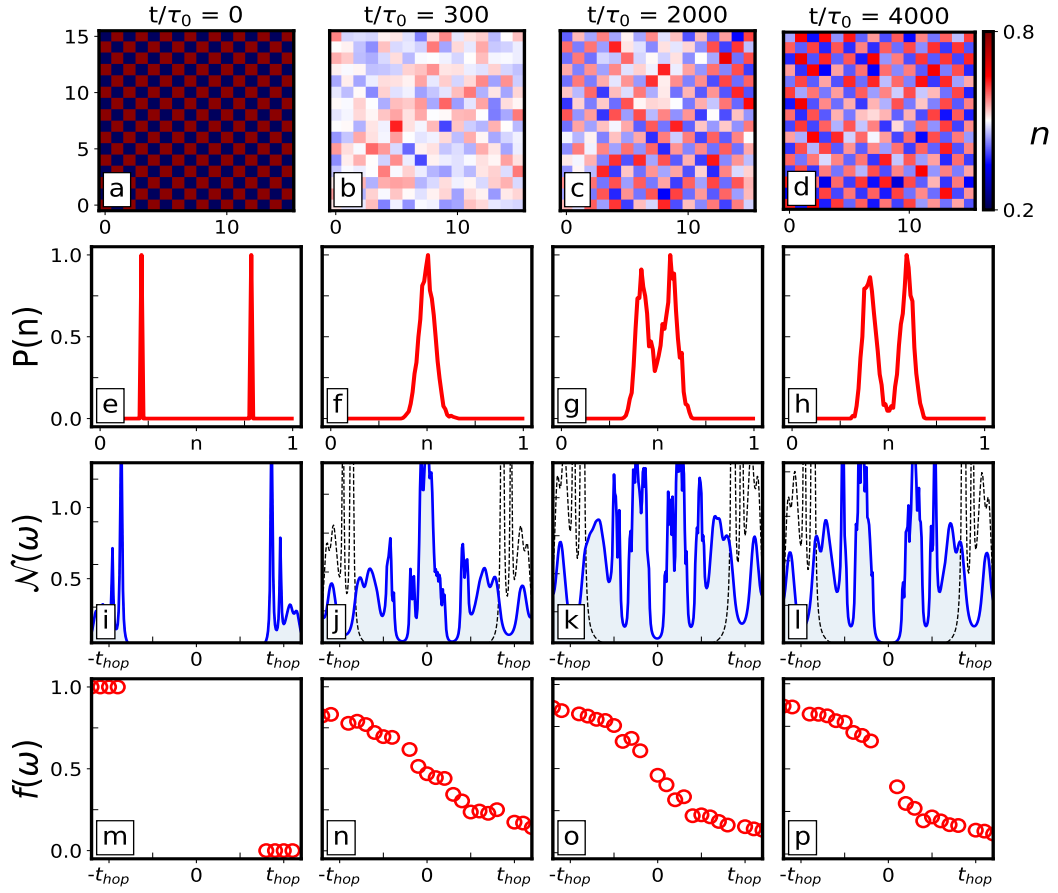 t/τ₀ = 0 t/τ₀ = 300 t/τ₀ = 2000 t/τ₀ = 4000
15
10
5
0
a b c d
0.8
n
0.2
0 10 0 10 0 10 0 10
P(n)
1.0
0.5
0.0
e f g h
0 n 1 0 n 1 0 n 1 0 n 1
𝒩(ω)
1.0
0.5
i j k l
-t_hop 0 t_hop -t_hop 0 t_hop -t_hop 0 t_hop -t_hop 0 t_hop
f(ω)
1.0
0.5
0.0
m n o p
-t_hop 0 t_hop -t_hop 0 t_hop -t_hop 0 t_hop -t_hop 0 t_hop